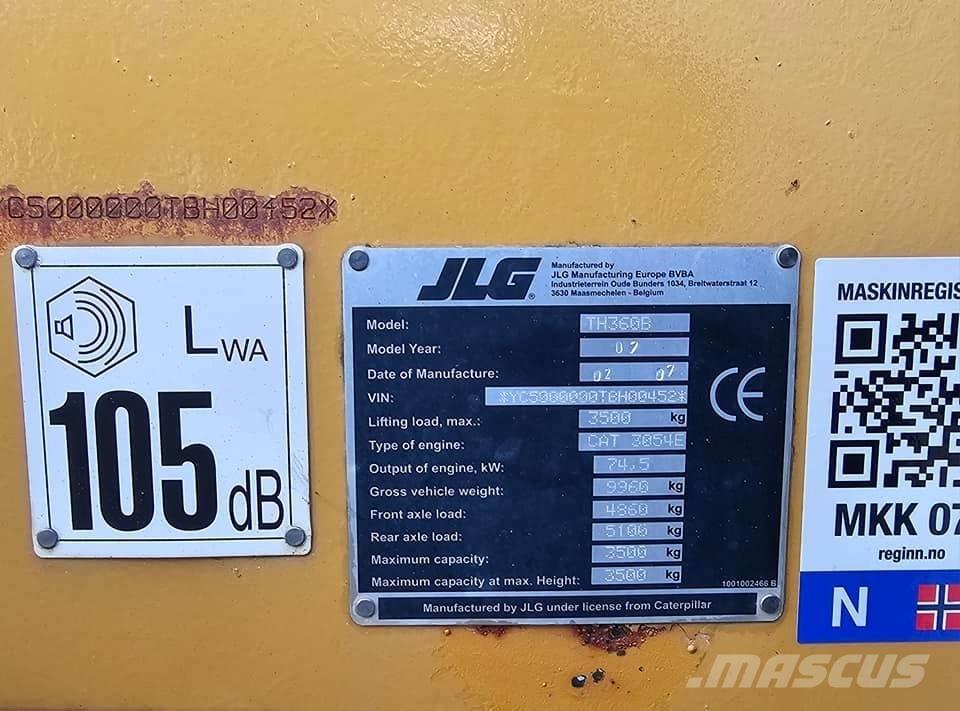 YC5000000TBH00452*
LWA
105 dB
JLG®
Manufactured by
JLG Manufacturing Europe BVBA
Industrieterrein Oude Bunders 1034, Breitwaterstraat 12
3630 Maasmechelen - Belgium
Model: TH360B
Model Year: 07
Date of Manufacture: 02 07
VIN: *YC5000000TBH00452*
Lifting load, max.: 3500 kg
Type of engine: CAT 3054E
Output of engine, kW: 74,5
Gross vehicle weight: 9960 kg
Front axle load: 4860 kg
Rear axle load: 5100 kg
Maximum capacity: 3500 kg
Maximum capacity at max. Height: 3500 kg
CE
1001002466 B
Manufactured by JLG under license from Caterpillar
MASKINREGIS
MKK 07
reginn.no
N
MASCUS